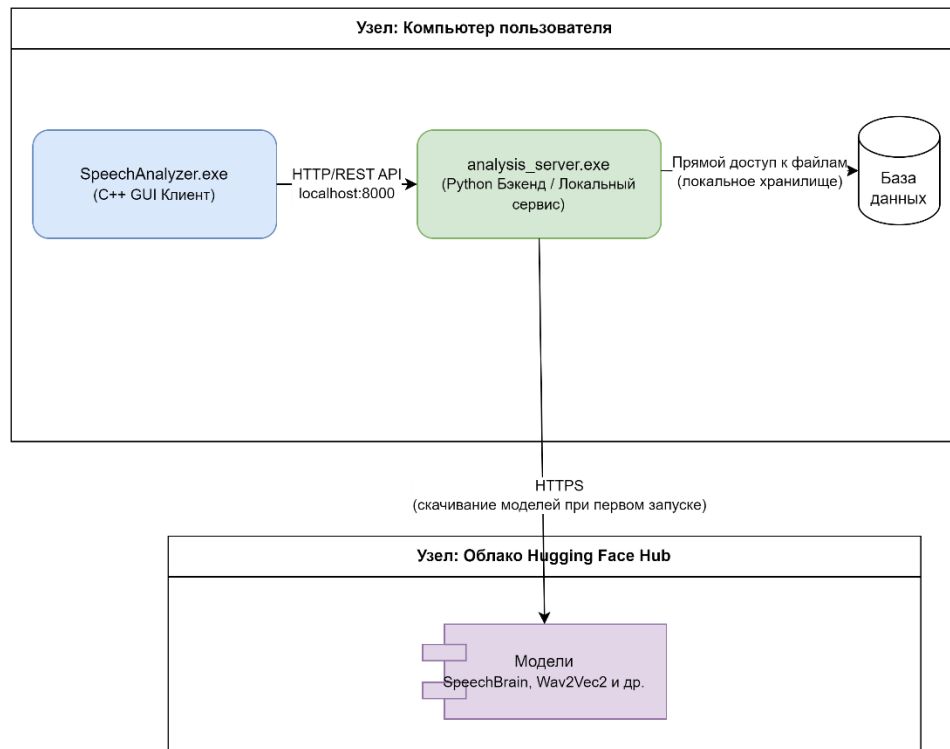 Узел: Компьютер пользователя
SpeechAnalyzer.exe
(C++ GUI Клиент)
HTTP/REST API
localhost:8000
analysis_server.exe
(Python Бэкенд / Локальный
сервис)
Прямой доступ к файлам
(локальное хранилище)
База
данных
HTTPS
(скачивание моделей при первом запуске)
Узел: Облако Hugging Face Hub
Модели
SpeechBrain, Wav2Vec2 и др.